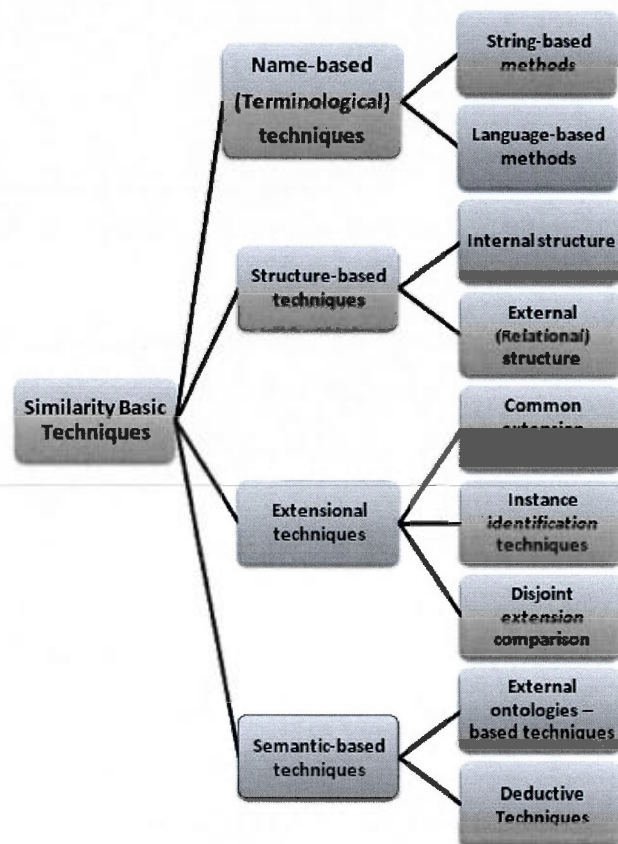 Similarity Basic
Techniques
Name-based
(Terminological)
techniques
String-based
methods
Language-based
methods
Structure-based
techniques
Internal structure
External
(Relational)
structure
Extensional
techniques
Common
extension
Instance
identification
techniques
Disjoint
extension
comparison
Semantic-based
techniques
External
ontologies –
based techniques
Deductive
Techniques